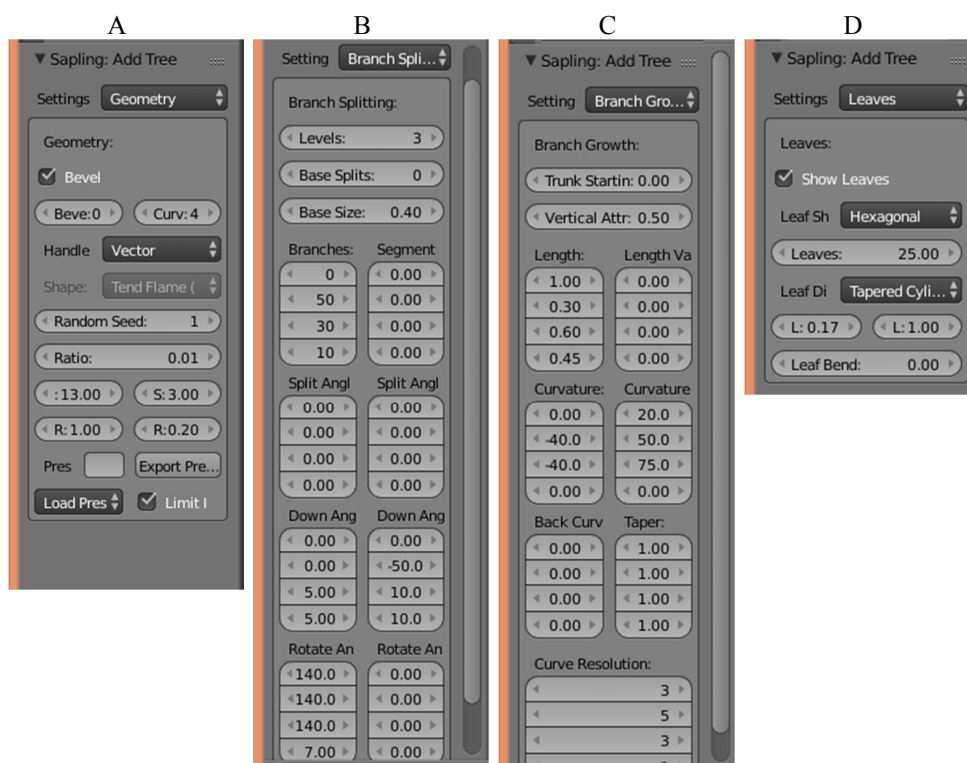 A
Sapling: Add Tree
Settings Geometry
Geometry:
Bevel
Beve:0 Curv: 4
Handle Vector
Shape: Tend Flame (
Random Seed: 1
Ratio: 0.01
: 13.00 S: 3.00
R: 1.00 R: 0.20
Pres Export Pre...
Load Pres Limit I
B
Setting Branch Spli...
Branch Splitting:
Levels: 3
Base Splits: 0
Base Size: 0.40
Branches: Segment
0 0.00
50 0.00
30 0.00
10 0.00
Split Angl Split Angl
0.00 0.00
0.00 0.00
0.00 0.00
0.00 0.00
Down Ang Down Ang
0.00 0.00
0.00 -50.0
5.00 10.0
5.00 10.0
Rotate An Rotate An
140.0 0.00
140.0 0.00
140.0 0.00
7.00 0.00
C
Sapling: Add Tree
Setting Branch Gro...
Branch Growth:
Trunk Startin: 0.00
Vertical Attr: 0.50
Length: Length Va
1.00 0.00
0.30 0.00
0.60 0.00
0.45 0.00
Curvature: Curvature
0.00 20.0
-40.0 50.0
-40.0 75.0
0.00 0.00
Back Curv Taper:
0.00 1.00
0.00 1.00
0.00 1.00
0.00 1.00
Curve Resolution:
3
5
3
D
Sapling: Add Tree
Settings Leaves
Leaves:
Show Leaves
Leaf Sh Hexagonal
Leaves: 25.00
Leaf Di Tapered Cyli...
L: 0.17 L: 1.00
Leaf Bend: 0.00